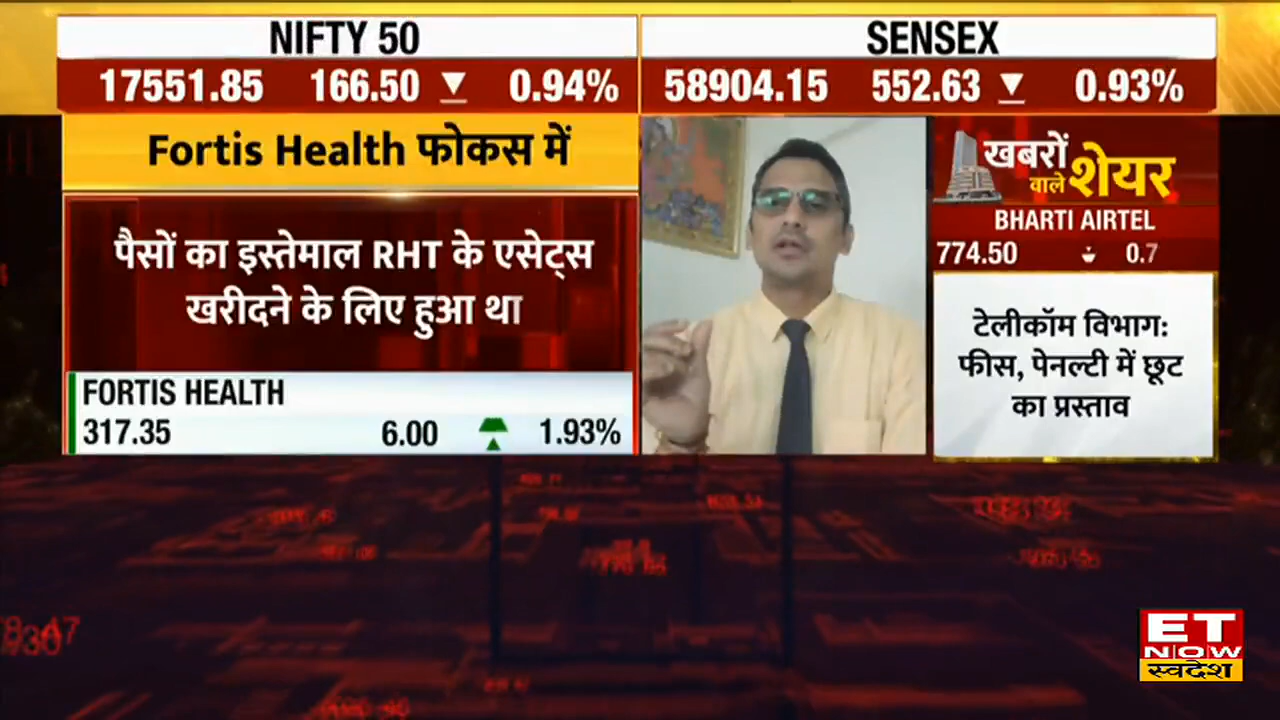 NIFTY 50
17551.85 166.50 0.94%
SENSEX
58904.15 552.63 0.93%
Fortis Health फोकस में
पैसों का इस्तेमाल RHT के एसेट्स
खरीदने के लिए हुआ था
FORTIS HEALTH
317.35 6.00 1.93%
खबरों
वाले शेयर
BHARTI AIRTEL
774.50 0.7
टेलीकॉम विभाग:
फीस, पेनल्टी में छूट
का प्रस्ताव
ET
NOW
स्वदेश